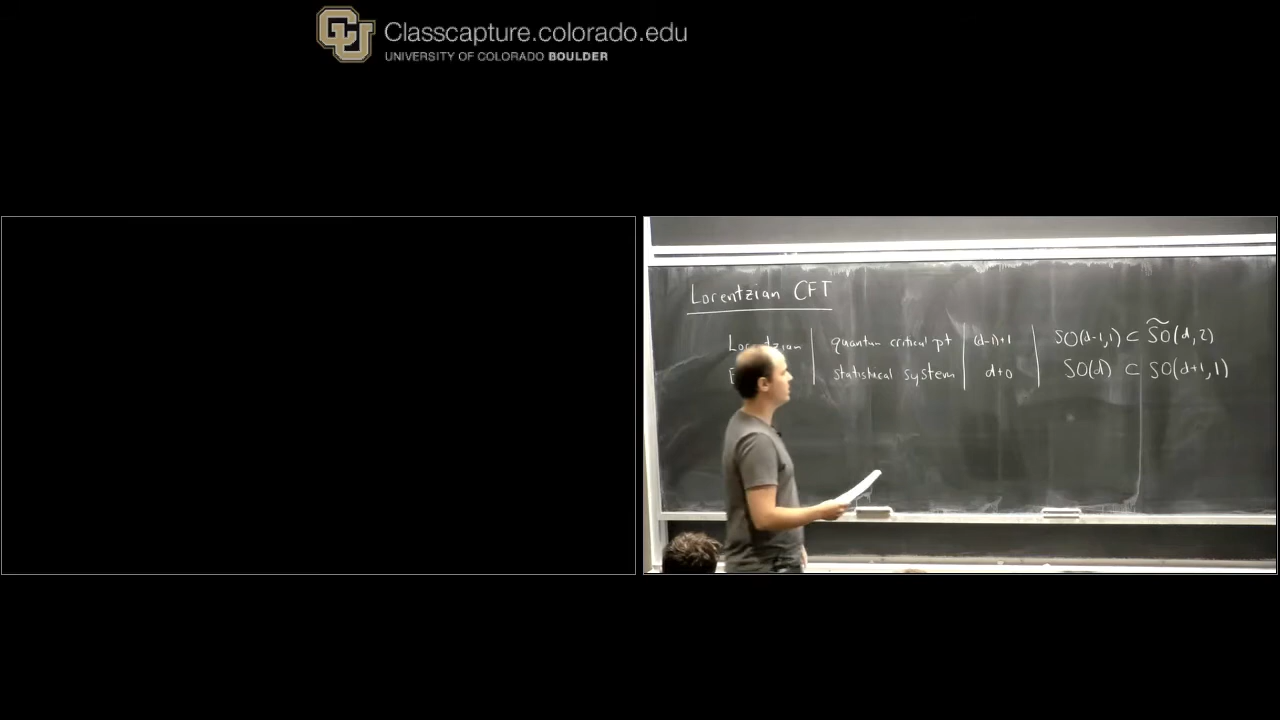 Classcapture.colorado.edu
UNIVERSITY OF COLORADO BOULDER
Lorentzian CFT
quantum critical pt | (d-1)+1 | SO(d-1,1) ⊂ S͠O(d,2)
statistical system | d+0 | SO(d) ⊂ SO(d+1,1)